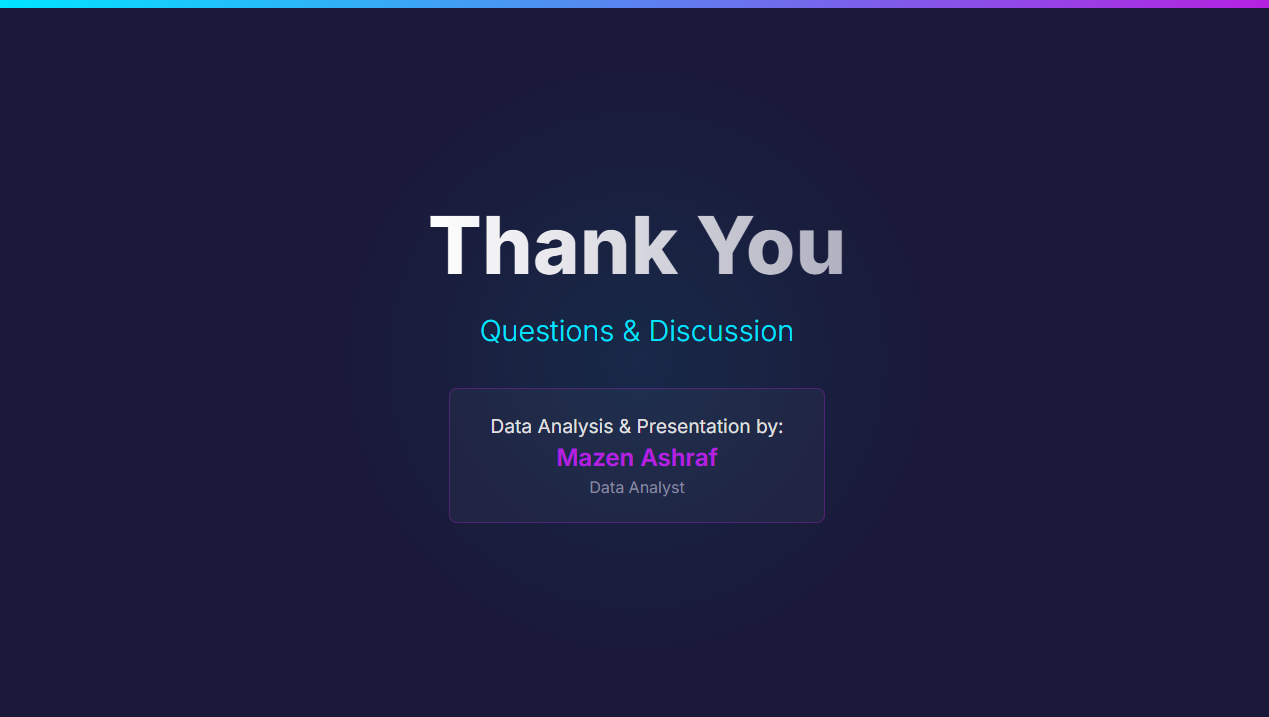 Thank You
Questions & Discussion
Data Analysis & Presentation by:
Mazen Ashraf
Data Analyst